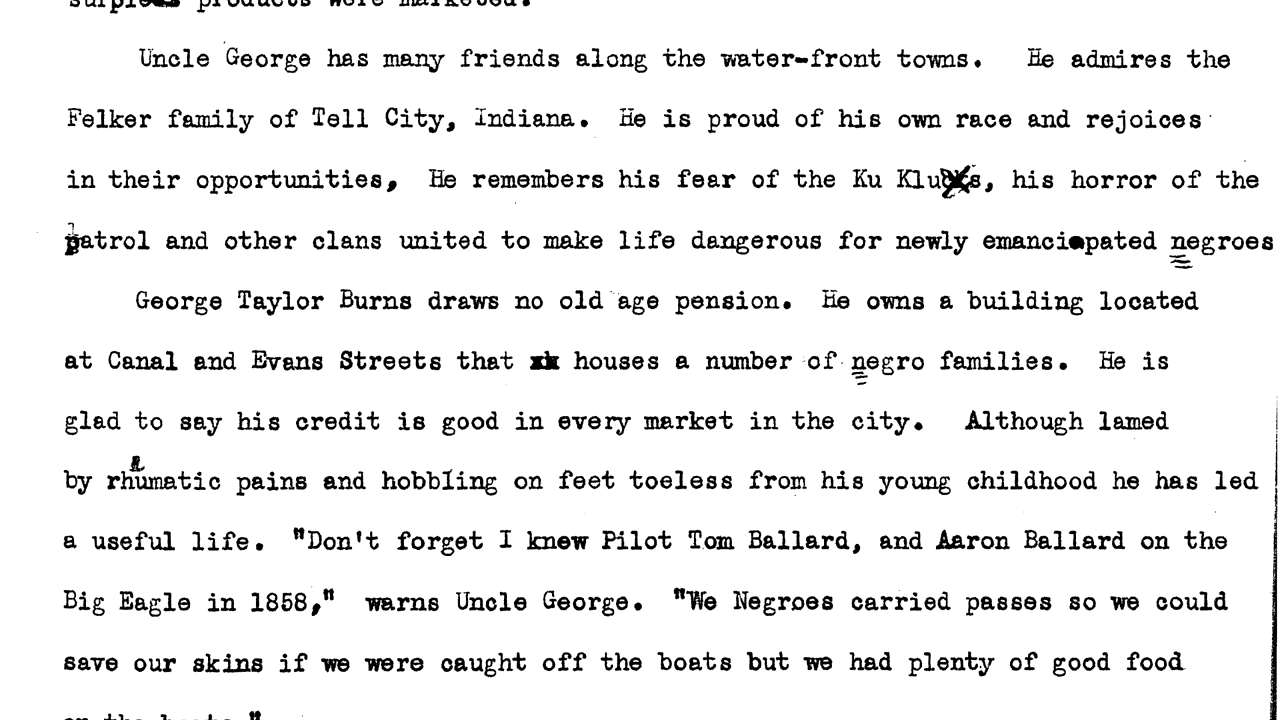 products were marketed.
Uncle George has many friends along the water-front towns. He admires the
Felker family of Tell City, Indiana. He is proud of his own race and rejoices
in their opportunities, He remembers his fear of the Ku Kluxs, his horror of the
patrol and other clans united to make life dangerous for newly emancipated negroes
George Taylor Burns draws no old age pension. He owns a building located
at Canal and Evans Streets that houses a number of negro families. He is
glad to say his credit is good in every market in the city. Although lamed
by rheumatic pains and hobbling on feet toeless from his young childhood he has led
a useful life. "Don't forget I knew Pilot Tom Ballard, and Aaron Ballard on the
Big Eagle in 1858," warns Uncle George. "We Negroes carried passes so we could
save our skins if we were caught off the boats but we had plenty of good food
on the boats."